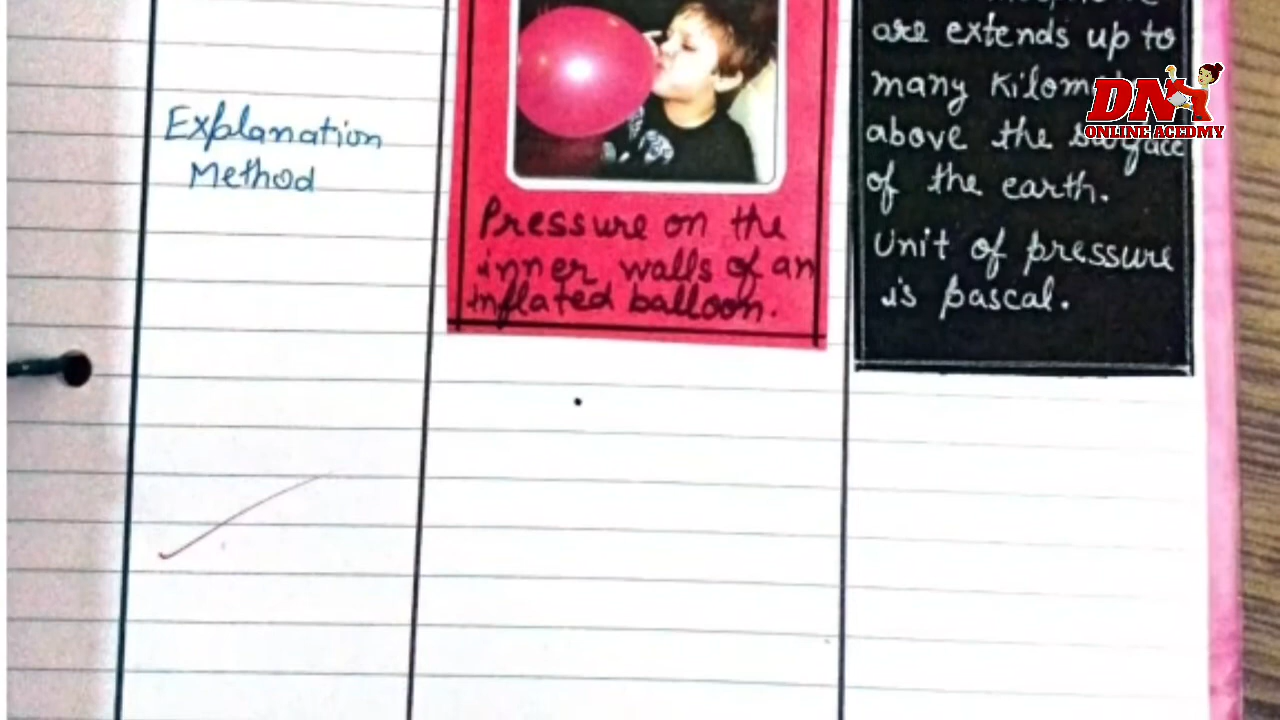 Explanation
Method
Pressure on the
inner walls of an
inflated balloon.
are extends up to
many Kilom
above the surface
of the earth.
Unit of pressure
is pascal.
DN
ONLINE ACEDMY